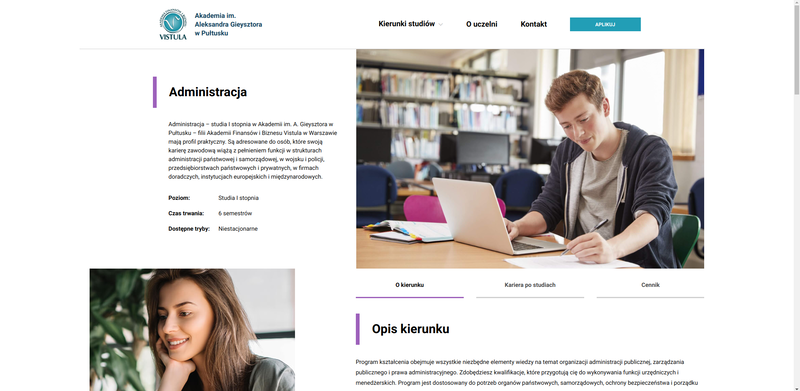 VISTULA
Akademia im.
Aleksandra Gieysztora
w Pułtusku
Kierunki studiów
O uczelni
Kontakt
APLIKUJ
Administracja
Administracja – studia I stopnia w Akademii im. A. Gieysztora w
Pułtusku – filii Akademii Finansów i Biznesu Vistula w Warszawie
mają profil praktyczny. Są adresowane do osób, które swoją
karierę zawodową wiążą z pełnieniem funkcji w strukturach
administracji państwowej i samorządowej, w wojsku i policji,
przedsiębiorstwach państwowych i prywatnych, w firmach
doradczych, instytucjach europejskich i międzynarodowych.
Poziom: Studia I stopnia
Czas trwania: 6 semestrów
Dostępne tryby: Niestacjonarne
O kierunku
Kariera po studiach
Cennik
Opis kierunku
Program kształcenia obejmuje wszystkie niezbędne elementy wiedzy na temat organizacji administracji publicznej, zarządzania
publicznego i prawa administracyjnego. Zdobędziesz kwalifikacje, które przygotują cię do wykonywania funkcji urzędniczych i
menedżerskich. Program jest dostosowany do potrzeb organów państwowych, samorządowych, ochrony bezpieczeństwa i porządku